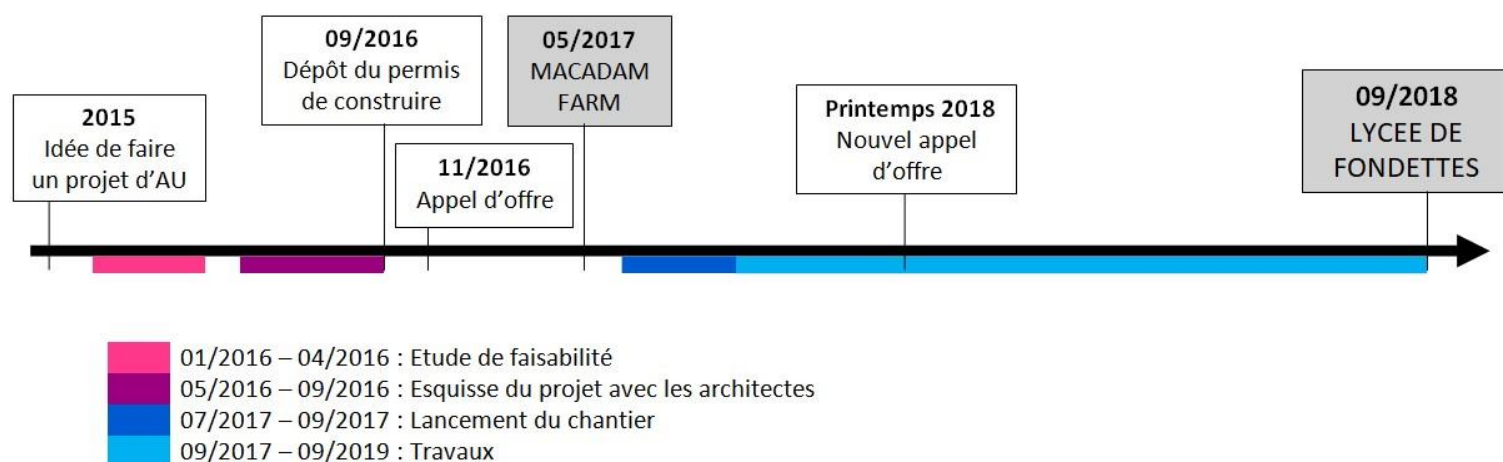 2015
Idée de faire
un projet d'AU
09/2016
Dépôt du permis
de construire
11/2016
Appel d'offre
05/2017
MACADAM
FARM
Printemps 2018
Nouvel appel
d'offre
09/2018
LYCEE DE
FONDETTES
01/2016 – 04/2016 : Etude de faisabilité
05/2016 – 09/2016 : Esquisse du projet avec les architectes
07/2017 – 09/2017 : Lancement du chantier
09/2017 – 09/2019 : Travaux